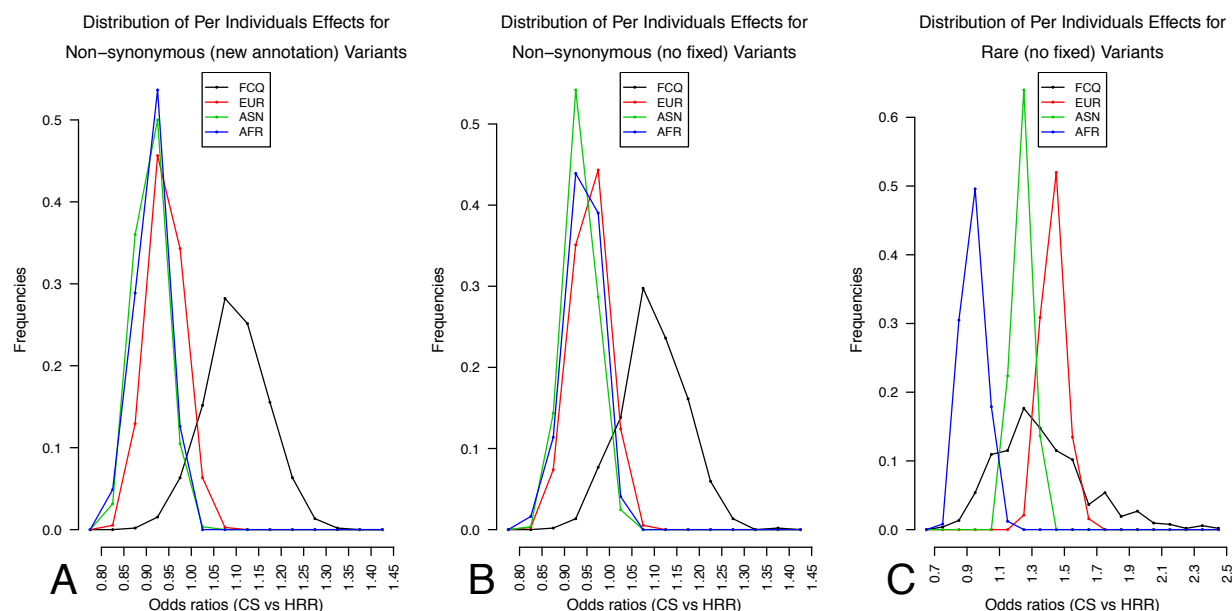 Distribution of Per Individuals Effects for
Non−synonymous (new annotation) Variants
FCQ
EUR
ASN
AFR
Frequencies
0.5
0.4
0.3
0.2
0.1
0.0
0.80
0.85
0.90
0.95
1.00
1.05
1.10
1.15
1.20
1.25
1.30
1.35
1.40
1.45
Odds ratios (CS vs HRR)
A
Distribution of Per Individuals Effects for
Non−synonymous (no fixed) Variants
FCQ
EUR
ASN
AFR
Frequencies
0.5
0.4
0.3
0.2
0.1
0.0
0.80
0.85
0.90
0.95
1.00
1.05
1.10
1.15
1.20
1.25
1.30
1.35
1.40
1.45
Odds ratios (CS vs HRR)
B
Distribution of Per Individuals Effects for
Rare (no fixed) Variants
FCQ
EUR
ASN
AFR
Frequencies
0.6
0.5
0.4
0.3
0.2
0.1
0.0
0.7
0.9
1.1
1.3
1.5
1.7
1.9
2.1
2.3
2.5
Odds ratios (CS vs HRR)
C